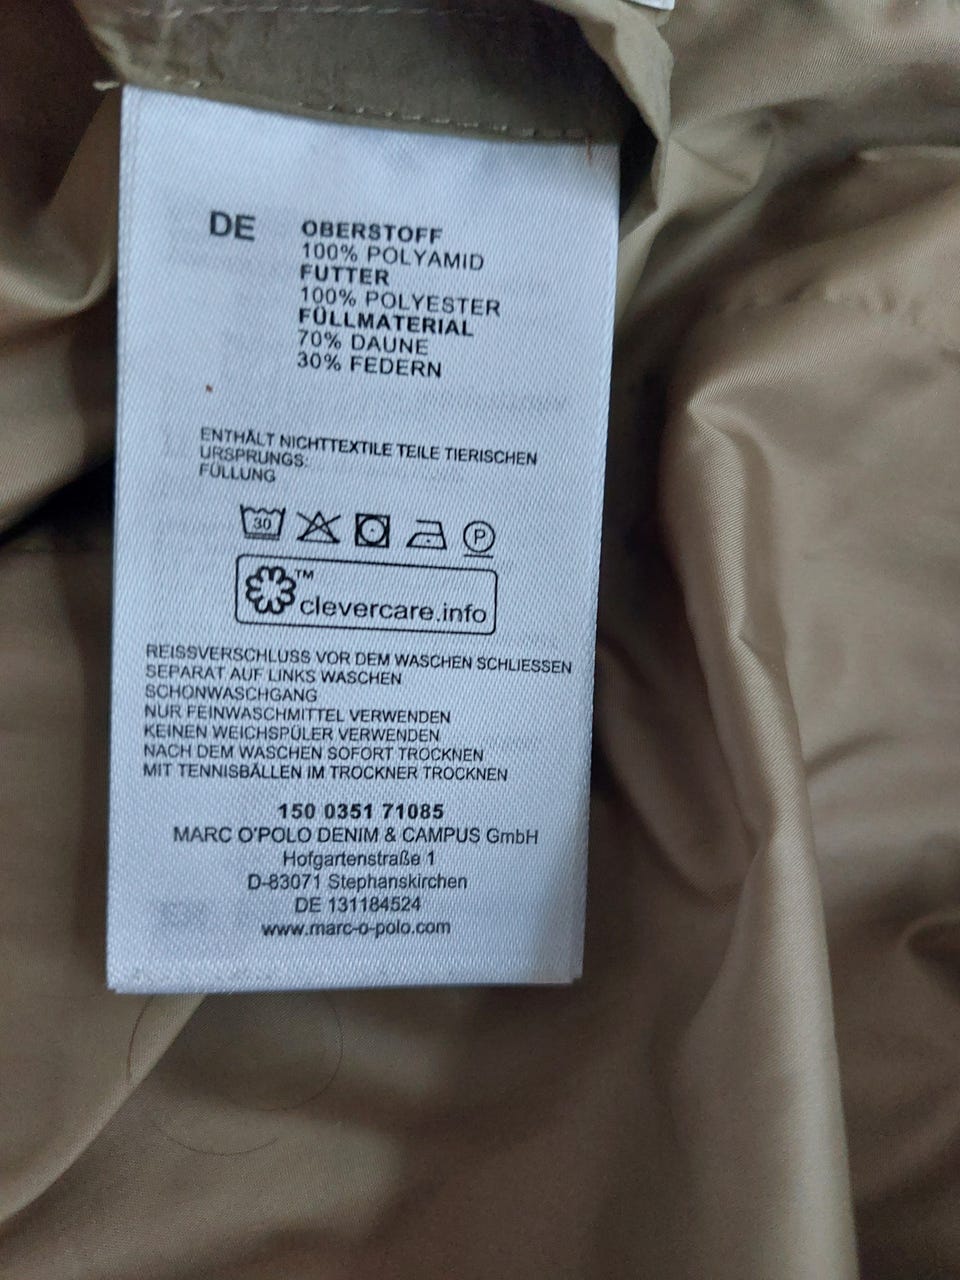 DE
OBERSTOFF
100% POLYAMID
FUTTER
100% POLYESTER
FÜLLMATERIAL
70% DAUNE
30% FEDERN
ENTHÄLT NICHTTEXTILE TEILE TIERISCHEN
URSPRUNGS:
FÜLLUNG
30 P
™
clevercare.info
REISSVERSCHLUSS VOR DEM WASCHEN SCHLIESSEN
SEPARAT AUF LINKS WASCHEN
SCHONWASCHGANG
NUR FEINWASCHMITTEL VERWENDEN
KEINEN WEICHSPÜLER VERWENDEN
NACH DEM WASCHEN SOFORT TROCKNEN
MIT TENNISBÄLLEN IM TROCKNER TROCKNEN
150 0351 71085
MARC O'POLO DENIM & CAMPUS GmbH
Hofgartenstraße 1
D-83071 Stephanskirchen
DE 131184524
www.marc-o-polo.com